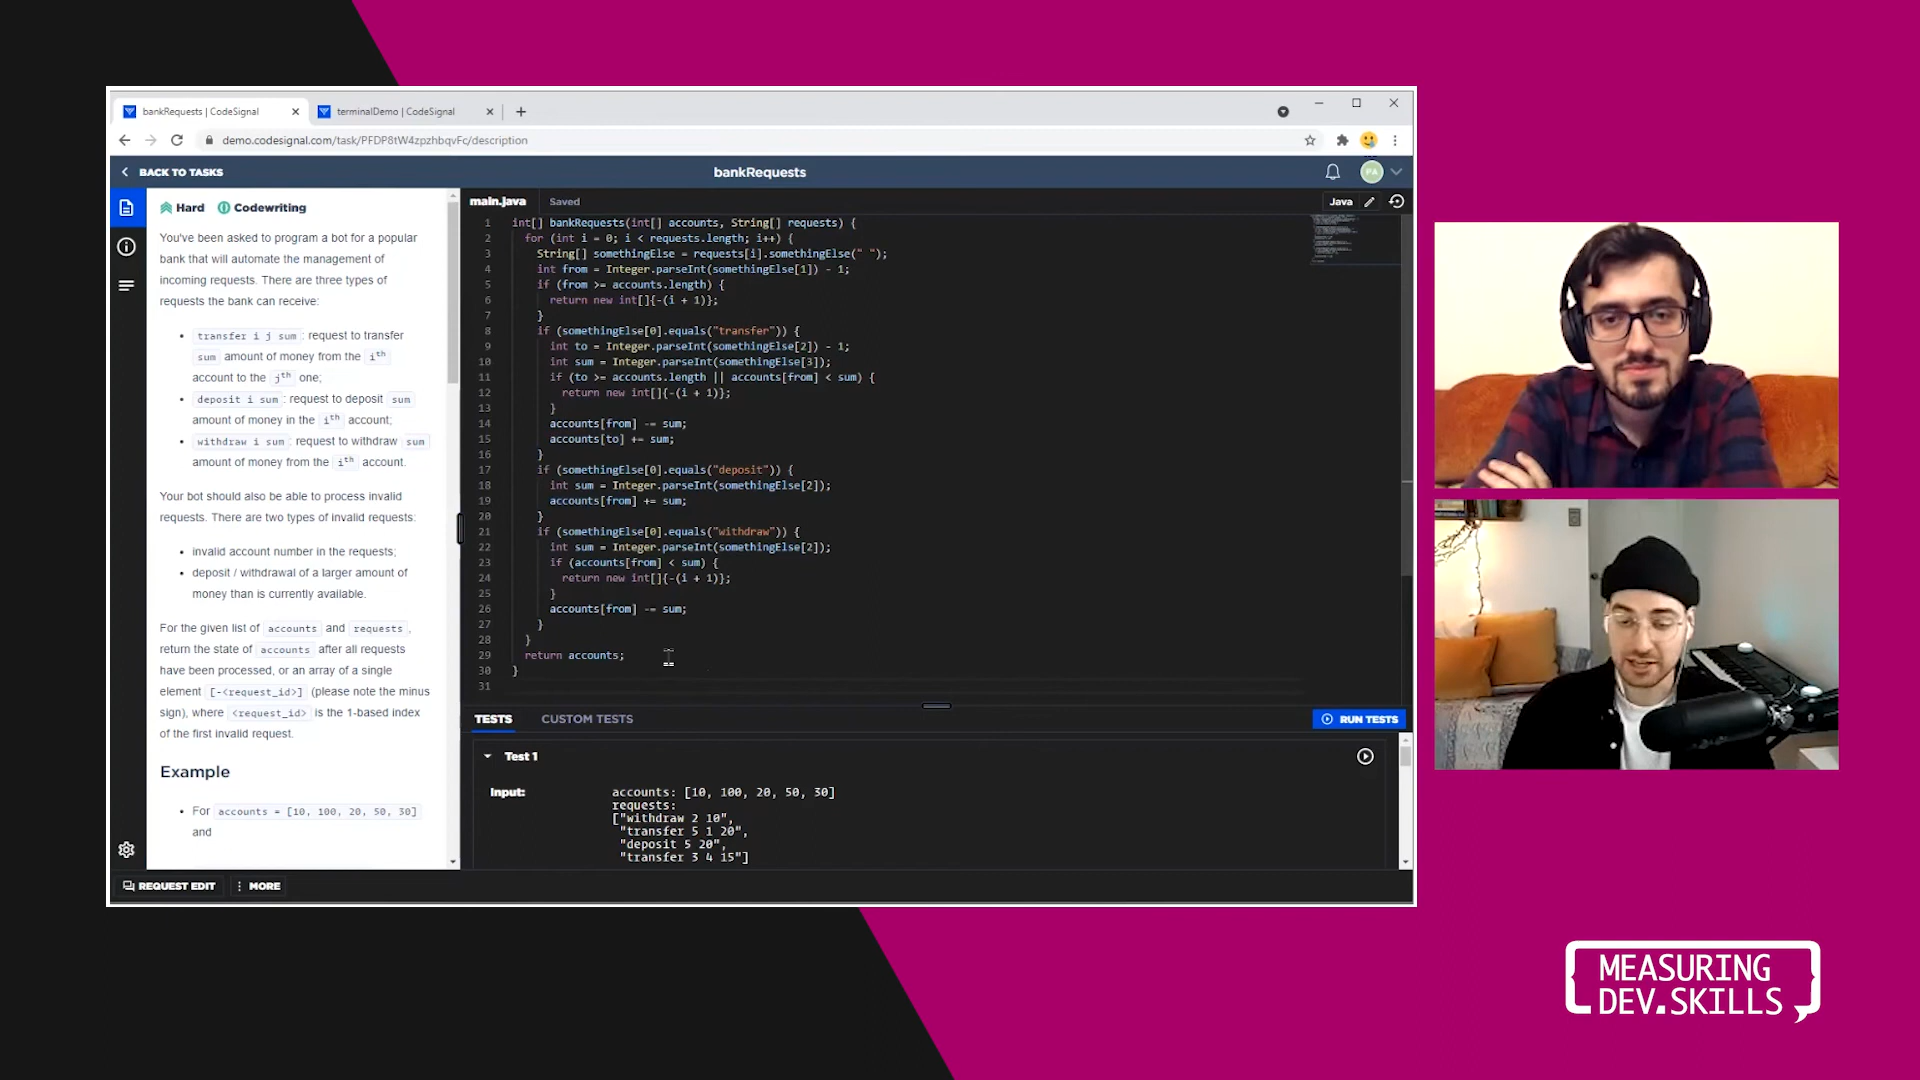 bankRequests | CodeSignal
terminalDemo | CodeSignal
demo.codesignal.com/task/PFDP8tW4zpzhbqvFc/description
BACK TO TASKS
bankRequests
PA
Hard
Codewriting
You've been asked to program a bot for a popular
bank that will automate the management of
incoming requests. There are three types of
requests the bank can receive:
• transfer i j sum : request to transfer
sum amount of money from the ith
account to the jth one;
• deposit i sum : request to deposit sum
amount of money in the ith account;
• withdraw i sum : request to withdraw sum
amount of money from the ith account.
Your bot should also be able to process invalid
requests. There are two types of invalid requests:
• invalid account number in the requests;
• deposit / withdrawal of a larger amount of
money than is currently available.
For the given list of accounts and requests ,
return the state of accounts after all requests
have been processed, or an array of a single
element [-<request_id>] (please note the minus
sign), where <request_id> is the 1-based index
of the first invalid request.
Example
• For accounts = [10, 100, 20, 50, 30]
and
REQUEST EDIT
MORE
main.java
Saved
Java
1 int[] bankRequests(int[] accounts, String[] requests) {
2 for (int i = 0; i < requests.length; i++) {
3 String[] somethingElse = requests[i].somethingElse(" ");
4 int from = Integer.parseInt(somethingElse[1]) - 1;
5 if (from >= accounts.length) {
6 return new int[]{-(i + 1)};
7 }
8 if (somethingElse[0].equals("transfer")) {
9 int to = Integer.parseInt(somethingElse[2]) - 1;
10 int sum = Integer.parseInt(somethingElse[3]);
11 if (to >= accounts.length || accounts[from] < sum) {
12 return new int[]{-(i + 1)};
13 }
14 accounts[from] -= sum;
15 accounts[to] += sum;
16 }
17 if (somethingElse[0].equals("deposit")) {
18 int sum = Integer.parseInt(somethingElse[2]);
19 accounts[from] += sum;
20 }
21 if (somethingElse[0].equals("withdraw")) {
22 int sum = Integer.parseInt(somethingElse[2]);
23 if (accounts[from] < sum) {
24 return new int[]{-(i + 1)};
25 }
26 accounts[from] -= sum;
27 }
28 }
29 return accounts;
30 }
31
TESTS
CUSTOM TESTS
RUN TESTS
Test 1
Input:
accounts: [10, 100, 20, 50, 30]
requests:
["withdraw 2 10",
"transfer 5 1 20",
"deposit 5 20",
"transfer 3 4 15"]
MEASURING
DEV.SKILLS